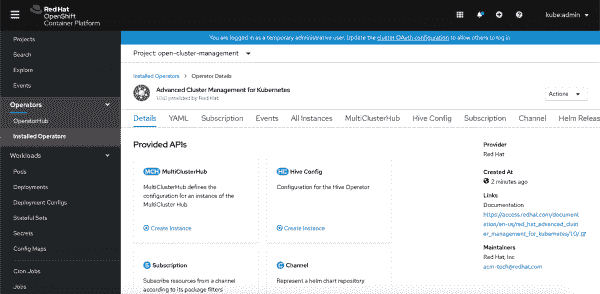 Red Hat
OpenShift
Container Platform
kube:admin
You are logged in as a temporary administrative user. Update the cluster OAuth configuration to allow others to log in
Projects
Search
Explore
Events
Operators
OperatorHub
Installed Operators
Workloads
Pods
Deployments
Deployment Configs
Stateful Sets
Secrets
Config Maps
Cron Jobs
Jobs
Project: open-cluster-management
Installed Operators > Operator Details
Advanced Cluster Management for Kubernetes
provided by Red Hat
Actions
Details YAML Subscription Events All Instances MultiClusterHub Hive Config Subscription Channel Helm Releas
Provided APIs
MCH MultiClusterHub
MultiClusterHub defines the
configuration for an instance of the
MultiCluster Hub
Create Instance
HC Hive Config
Configuration for the Hive Operator
Create Instance
S Subscription
Subscribe resources from a channel
according to its package filters
C Channel
Represent a helm chart repository
Provider
Red Hat
Created At
2 minutes ago
Links
Documentation
https://access.redhat.com/document
ation/en-us/red_hat_advanced_clust
er_management_for_kubernetes/1.0/
Maintainers
Red Hat, Inc
acm-tech@redhat.com